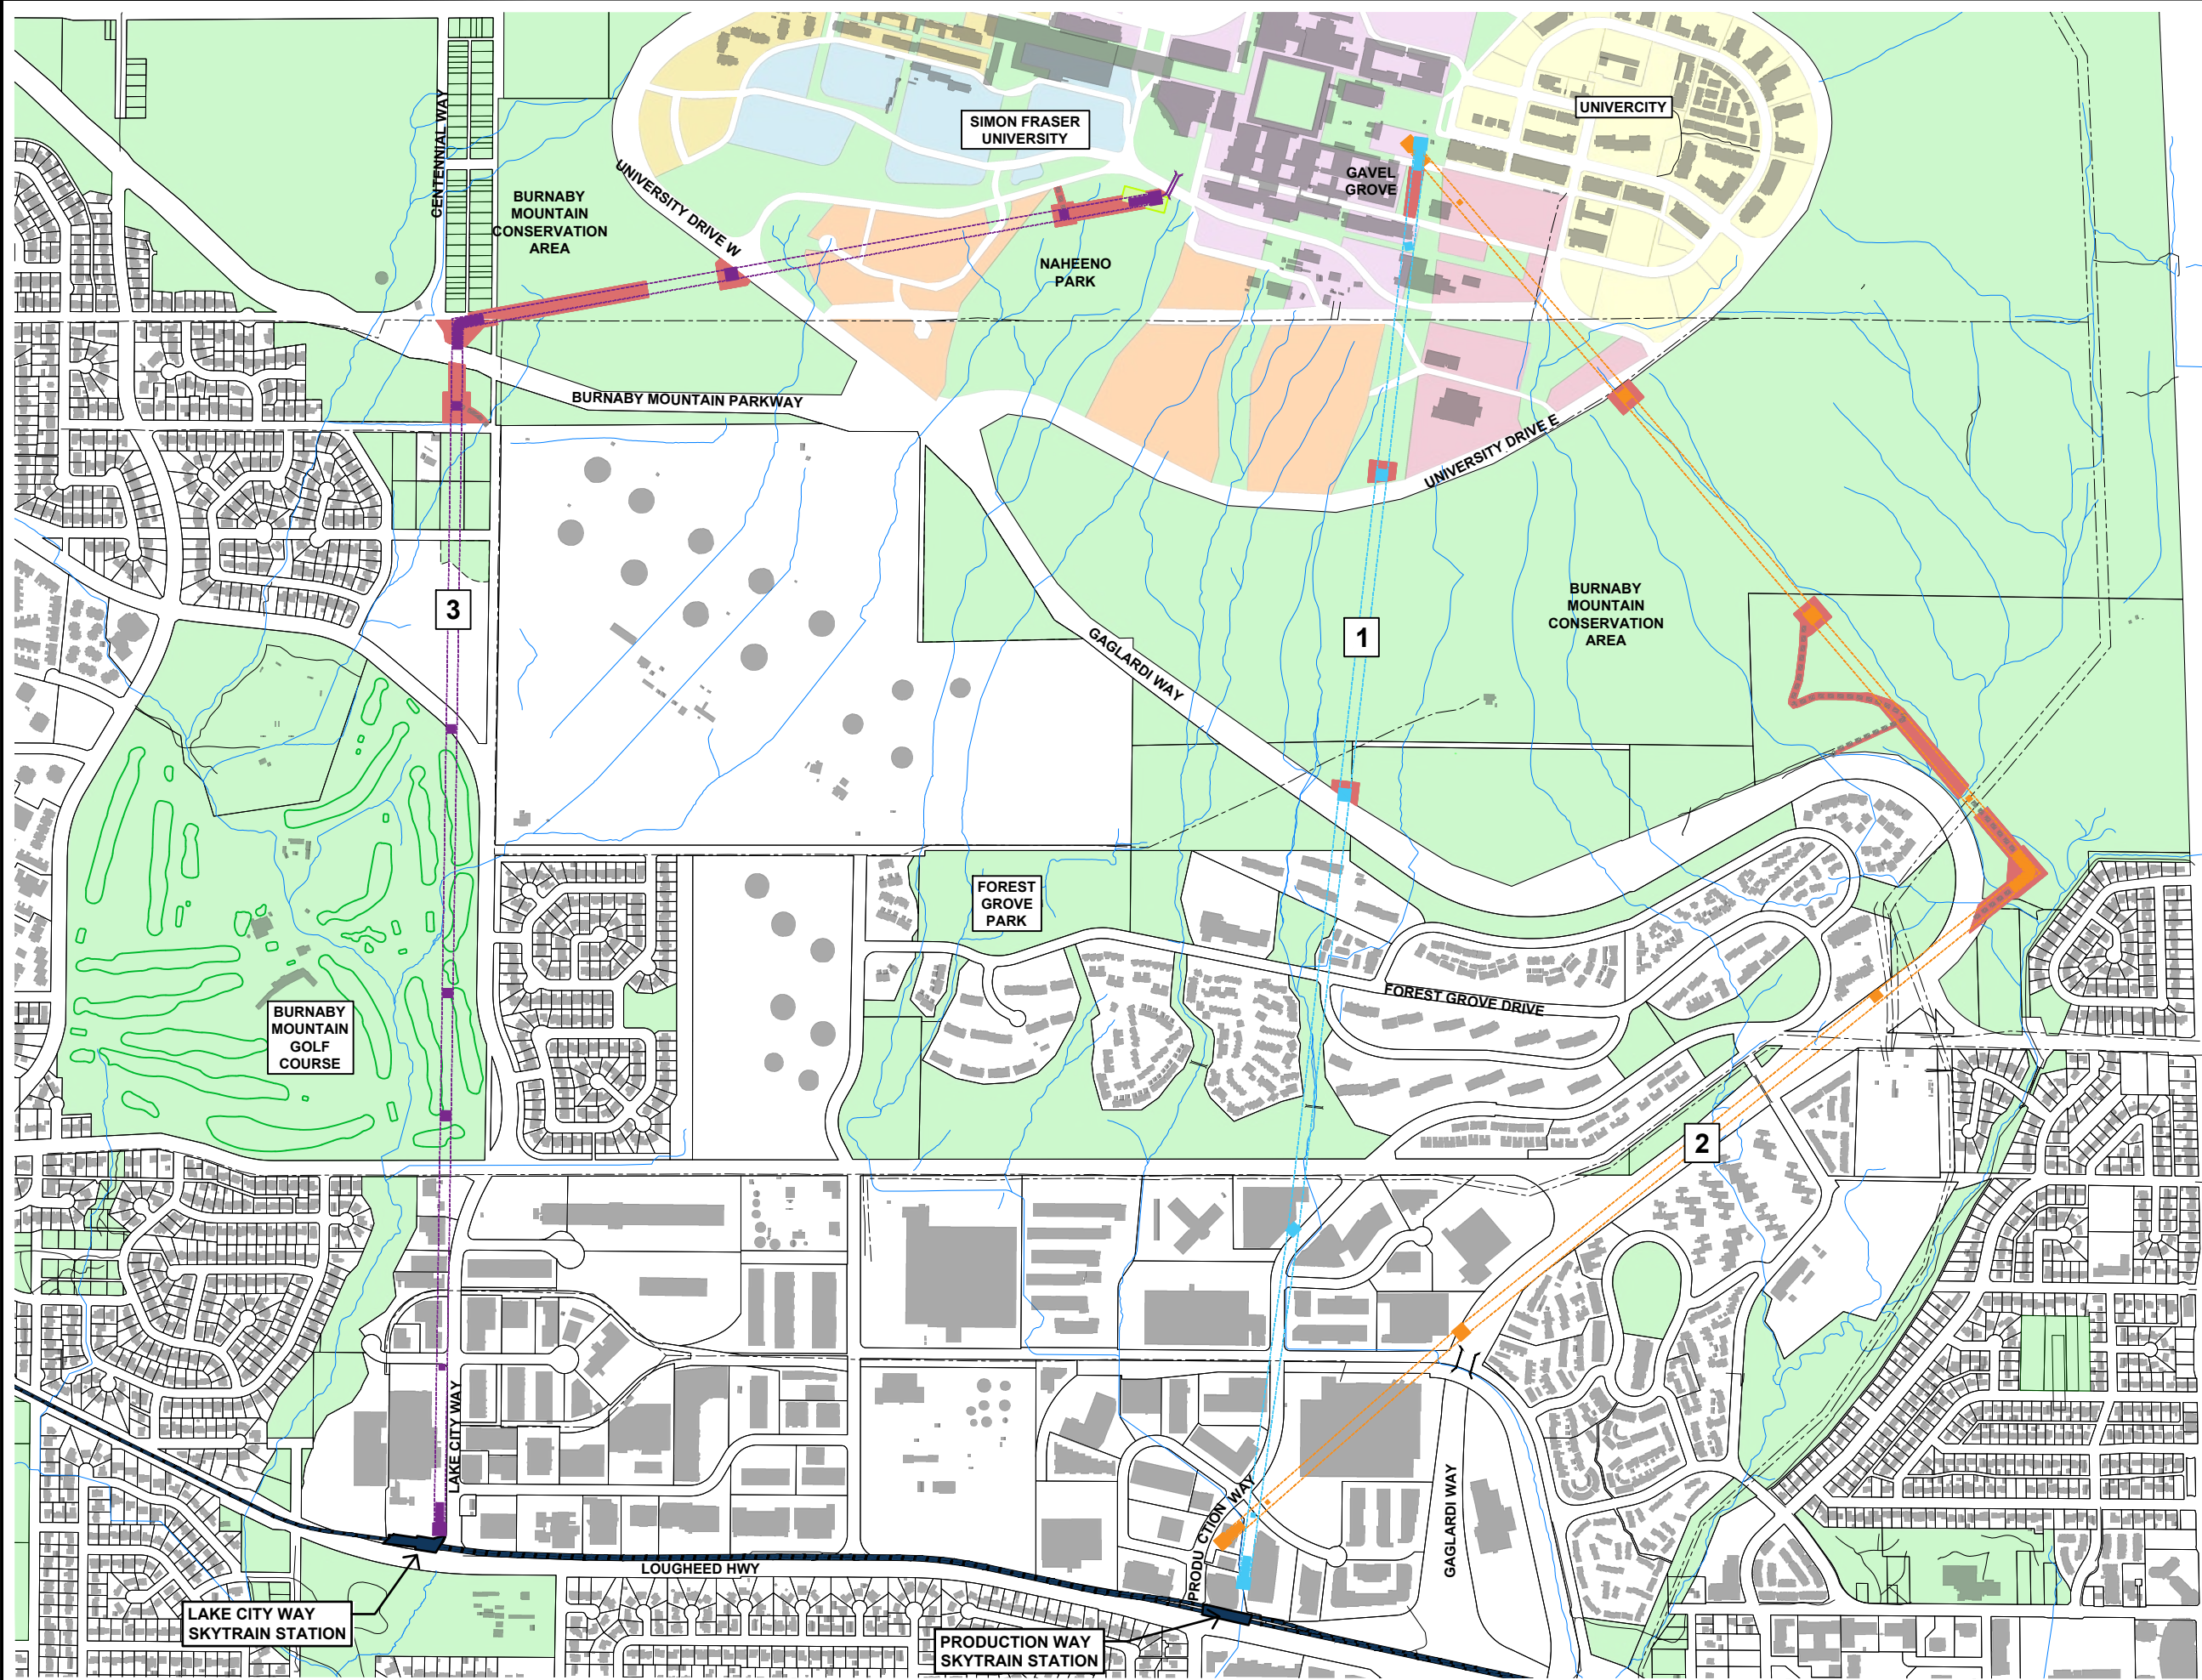 CENTENNIAL WAY
BURNABY
MOUNTAIN
CONSERVATION
AREA
UNIVERSITY DRIVE W
SIMON FRASER
UNIVERSITY
UNIVERCITY
GAVEL
GROVE
NAHEENO
PARK
BURNABY MOUNTAIN PARKWAY
UNIVERSITY DRIVE E
3
1
BURNABY
MOUNTAIN
CONSERVATION
AREA
GAGLARDI WAY
FOREST
GROVE
PARK
FOREST GROVE DRIVE
BURNABY
MOUNTAIN
GOLF
COURSE
2
LAKE CITY WAY
PRODUCTION WAY
GAGLARDI WAY
LOUGHEED HWY
LAKE CITY WAY
SKYTRAIN STATION
PRODUCTION WAY
SKYTRAIN STATION